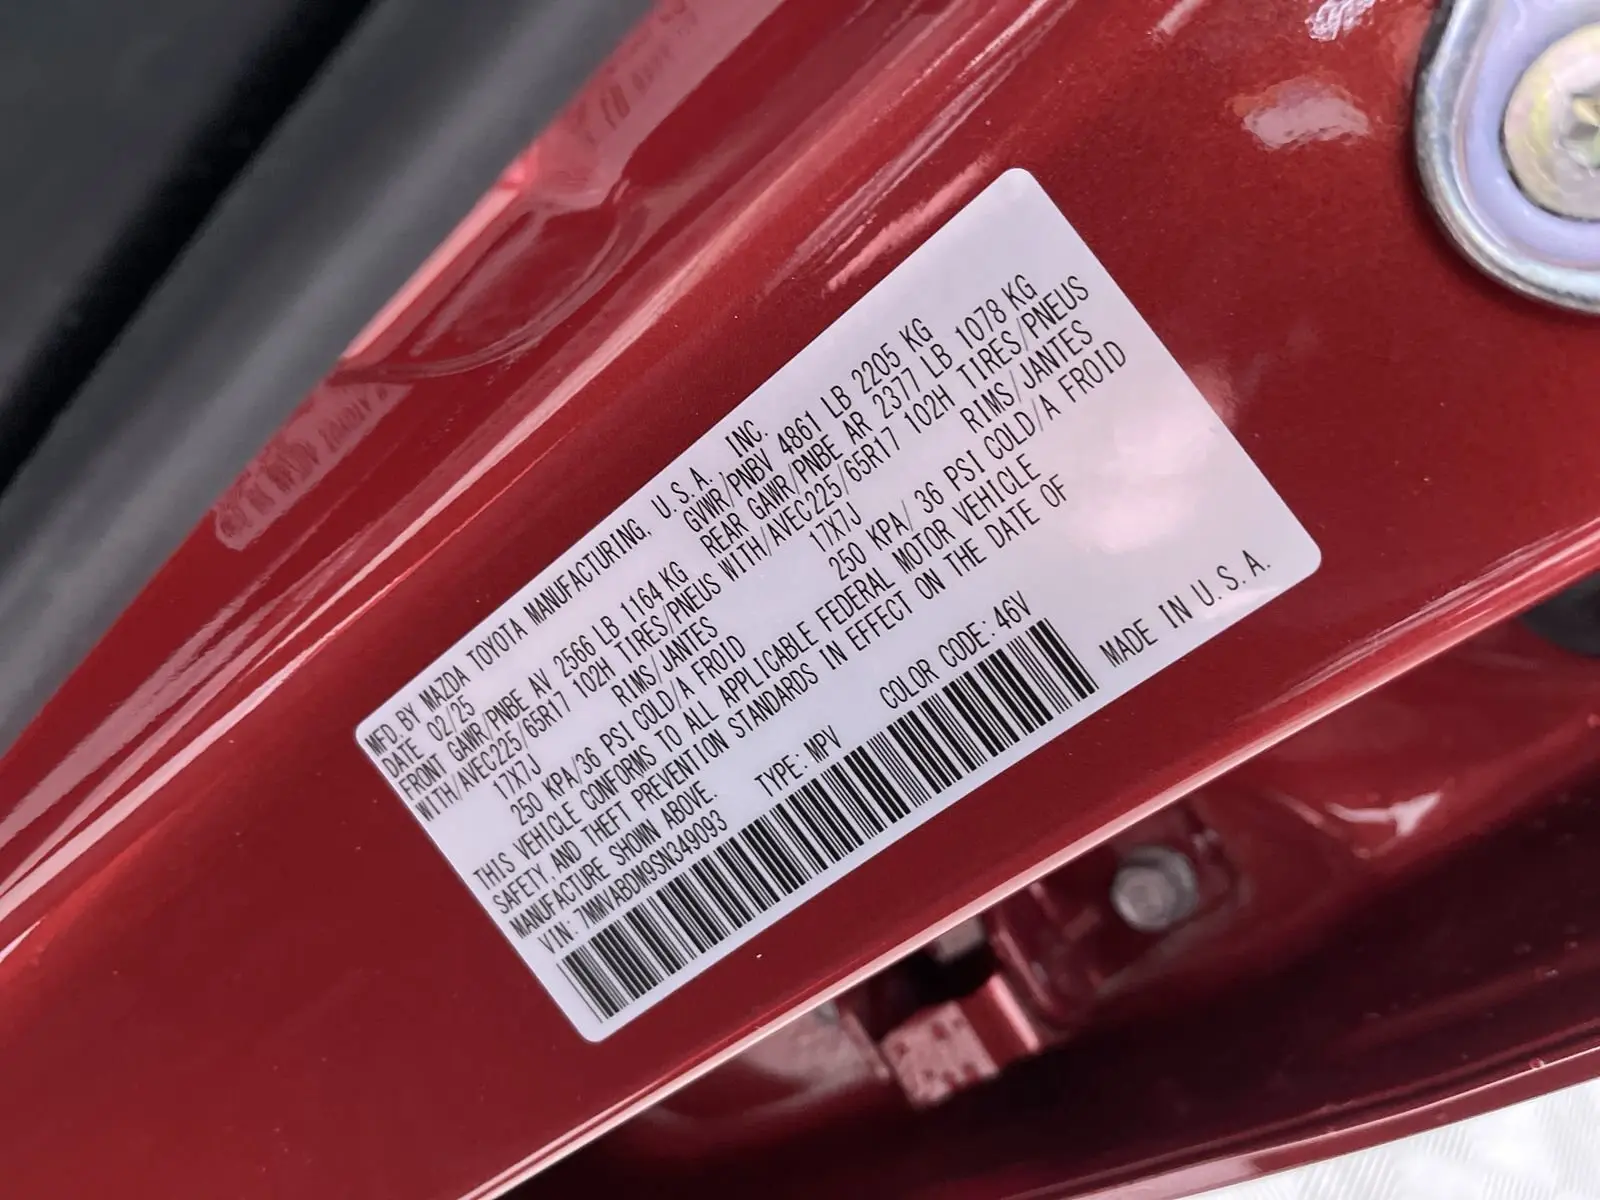 MFD. BY MAZDA TOYOTA MANUFACTURING, U.S.A. INC.
DATE 02/25 GVWR/PNBV 4861 LB 2205 KG
FRONT GAWR/PNBE AV 2566 LB 1164 KG REAR GAWR/PNBE AR 2377 LB 1078 KG
WITH/AVEC225/65R17 102H TIRES/PNEUS WITH/AVEC225/65R17 102H TIRES/PNEUS
17X7J RIMS/JANTES 17X7J RIMS/JANTES
250 KPA/36 PSI COLD/A FROID 250 KPA/ 36 PSI COLD/A FROID
THIS VEHICLE CONFORMS TO ALL APPLICABLE FEDERAL MOTOR VEHICLE
SAFETY, AND THEFT PREVENTION STANDARDS IN EFFECT ON THE DATE OF
MANUFACTURE SHOWN ABOVE.
VIN: 7MMVABDM9SN349093 TYPE: MPV COLOR CODE: 46V
MADE IN U.S.A.